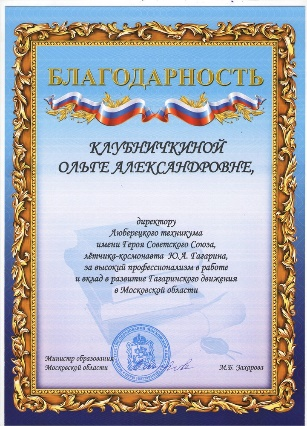 БЛАГОДАРНОСТЬ
КЛУБНИЧКИНОЙ
ОЛЬГЕ АЛЕКСАНДРОВНЕ,
директору
Люберецкого техникума
имени Героя Советского Союза,
лётчика-космонавта Ю.А. Гагарина,
за высокий профессионализм в работе
и вклад в развитие Гагаринского движения
в Московской области
Министр образования
Московской области
М.Б. Захарова